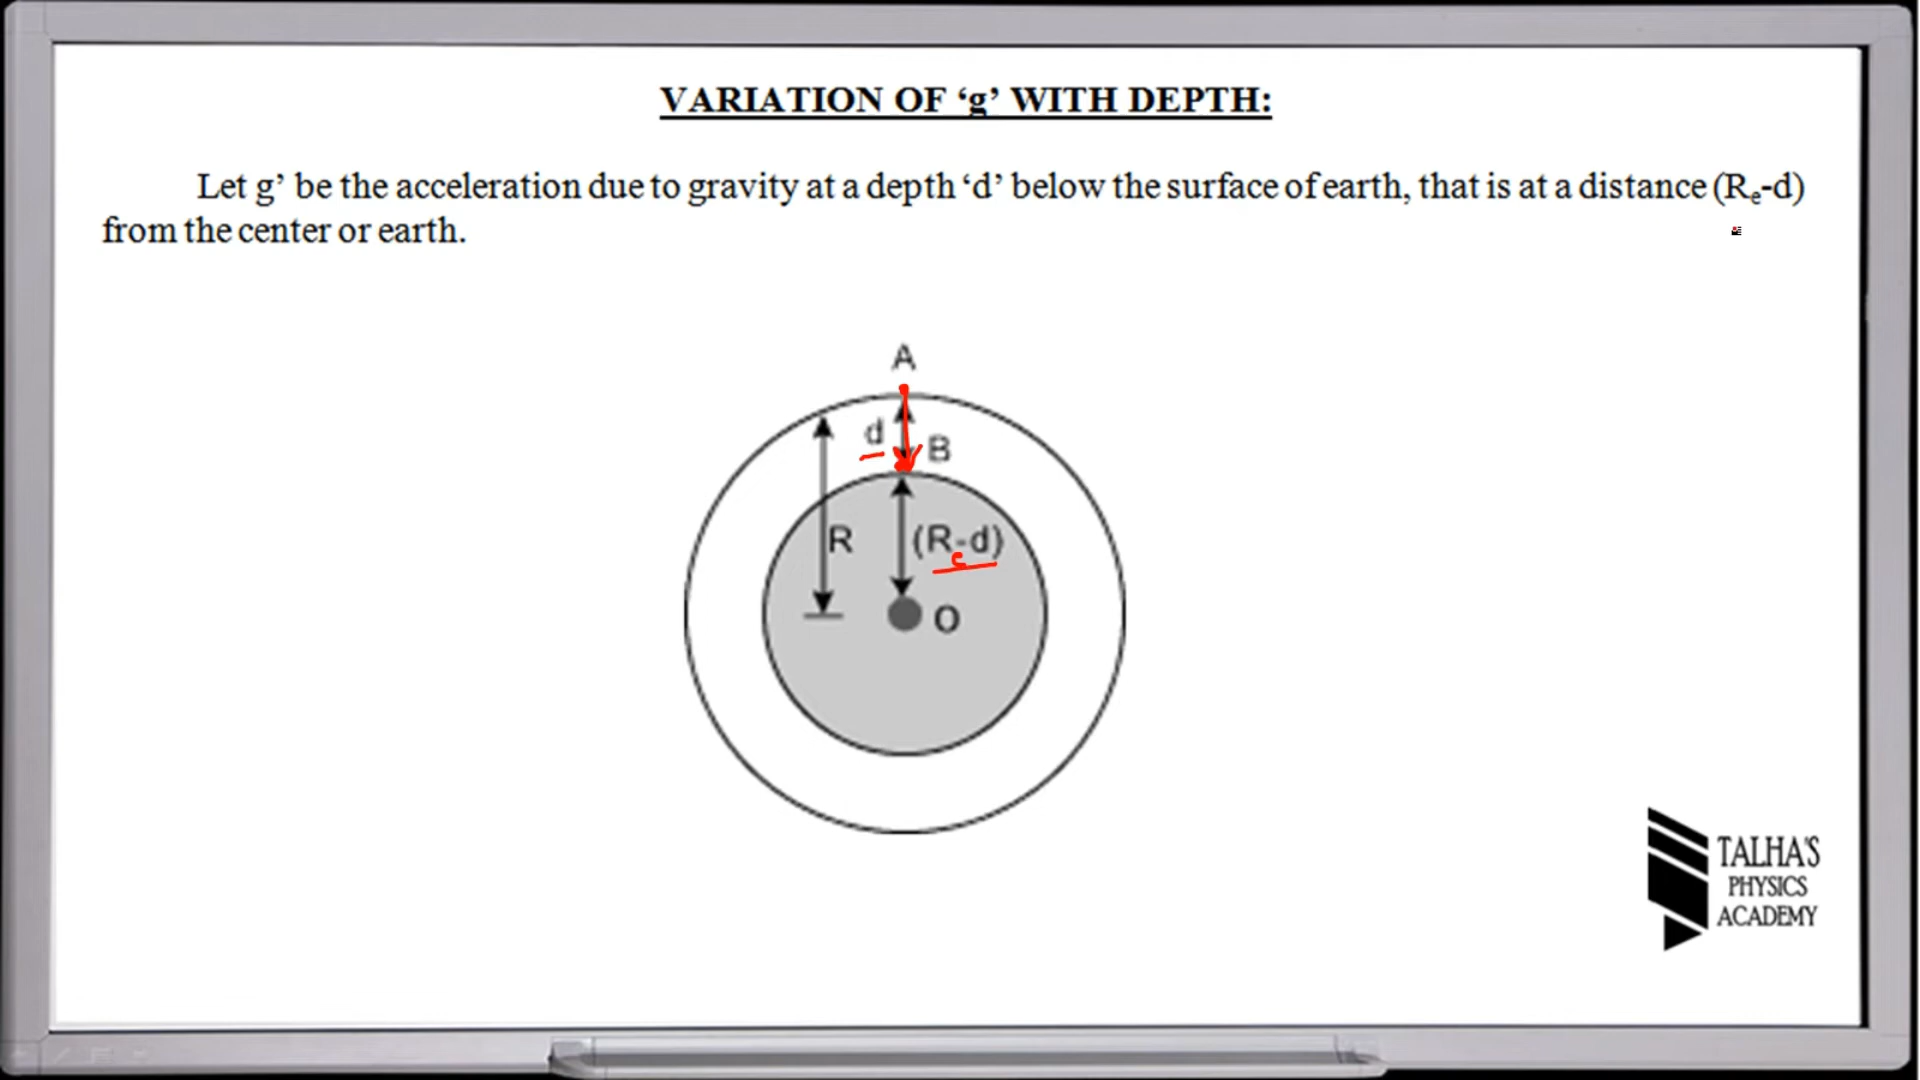 VARIATION OF ‘g’ WITH DEPTH:
Let g’ be the acceleration due to gravity at a depth ‘d’ below the surface of earth, that is at a distance (Re-d)
from the center or earth.
A
d
B
R
(R-d)
e
O
TALHA'S
PHYSICS
ACADEMY